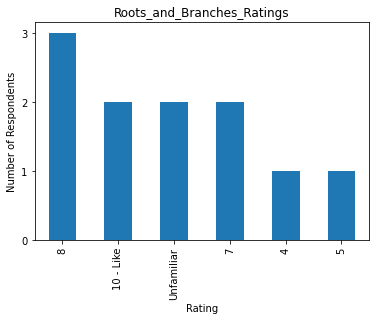 Roots_and_Branches_Ratings
Number of Respondents
3
2
1
0
8
10 - Like
Unfamiliar
7
4
5
Rating